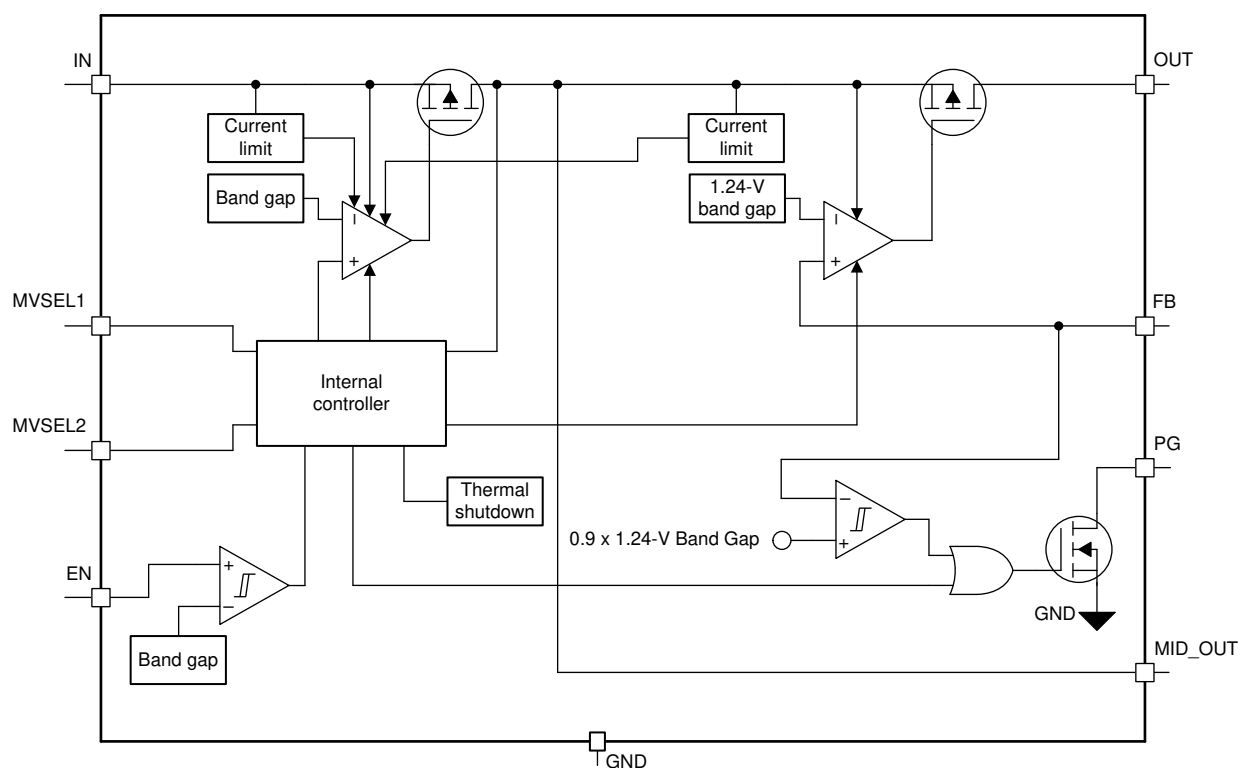 IN
OUT
Current
limit
Current
limit
Band gap
1.24-V
band gap
+
+
MVSEL1
FB
Internal
controller
MVSEL2
PG
Thermal
shutdown
−
0.9 x 1.24-V Band Gap
+
EN
+
−
GND
Band gap
MID_OUT
GND